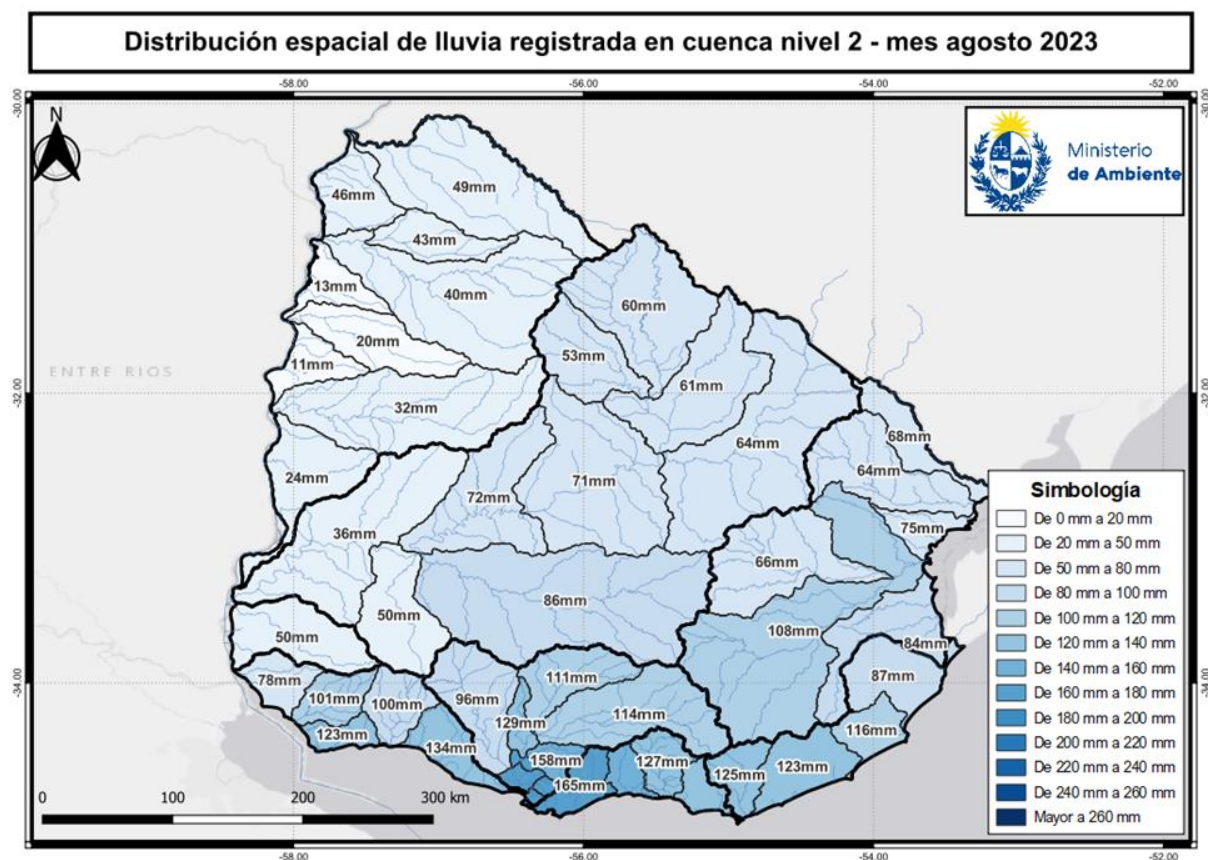 Distribución espacial de lluvia registrada en cuenca nivel 2 - mes agosto 2023
-58.00
-56.00
-54.00
-52.00
-30.00
-30.00
N
Ministerio
de Ambiente
46mm
49mm
43mm
13mm
40mm
60mm
20mm
53mm
11mm
61mm
ENTRE RIOS
-32.00
-32.00
32mm
64mm
68mm
24mm
72mm
71mm
64mm
36mm
75mm
66mm
86mm
50mm
50mm
108mm
84mm
78mm
111mm
87mm
-34.00
-34.00
101mm
100mm
96mm
114mm
116mm
123mm
129mm
134mm
158mm
127mm
125mm
123mm
165mm
Simbología
De 0 mm a 20 mm
De 20 mm a 50 mm
De 50 mm a 80 mm
De 80 mm a 100 mm
De 100 mm a 120 mm
De 120 mm a 140 mm
De 140 mm a 160 mm
De 160 mm a 180 mm
De 180 mm a 200 mm
De 200 mm a 220 mm
De 220 mm a 240 mm
De 240 mm a 260 mm
Mayor a 260 mm
0 100 200 300 km
-58.00
-56.00
-54.00
-52.00